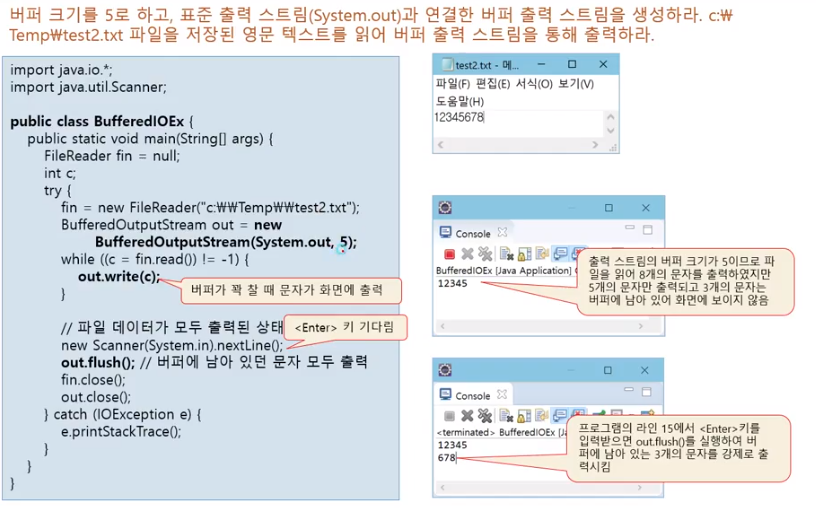 버퍼 크기를 5로 하고, 표준 출력 스트림(System.out)과 연결한 버퍼 출력 스트림을 생성하라. c:₩
Temp₩test2.txt 파일을 저장된 영문 텍스트를 읽어 버퍼 출력 스트림을 통해 출력하라.
import java.io.*;
import java.util.Scanner;
public class BufferedIOEx {
public static void main(String[] args) {
FileReader fin = null;
int c;
try {
fin = new FileReader("c:₩₩Temp₩₩test2.txt");
BufferedOutputStream out = new
BufferedOutputStream(System.out, 5);
while ((c = fin.read()) != -1) {
out.write(c);
}
버퍼가 꽉 찰 때 문자가 화면에 출력
// 파일 데이터가 모두 출력된 상태
<Enter> 키 기다림
new Scanner(System.in).nextLine();
out.flush(); // 버퍼에 남아 있던 문자 모두 출력
fin.close();
out.close();
} catch (IOException e) {
e.printStackTrace();
}
}
}
test2.txt - 메...
파일(F) 편집(E) 서식(O) 보기(V)
도움말(H)
12345678
Console
BufferedIOEx [Java Application]
12345
출력 스트림의 버퍼 크기가 5이므로 파
일을 읽어 8개의 문자를 출력하였지만
5개의 문자만 출력되고 3개의 문자는
버퍼에 남아 있어 화면에 보이지 않음
Console
<terminated> BufferedIOEx [Ja
12345
678
프로그램의 라인 15에서 <Enter>키를
입력받으면 out.flush()를 실행하여 버
퍼에 남아 있는 3개의 문자를 강제로 출
력시킴